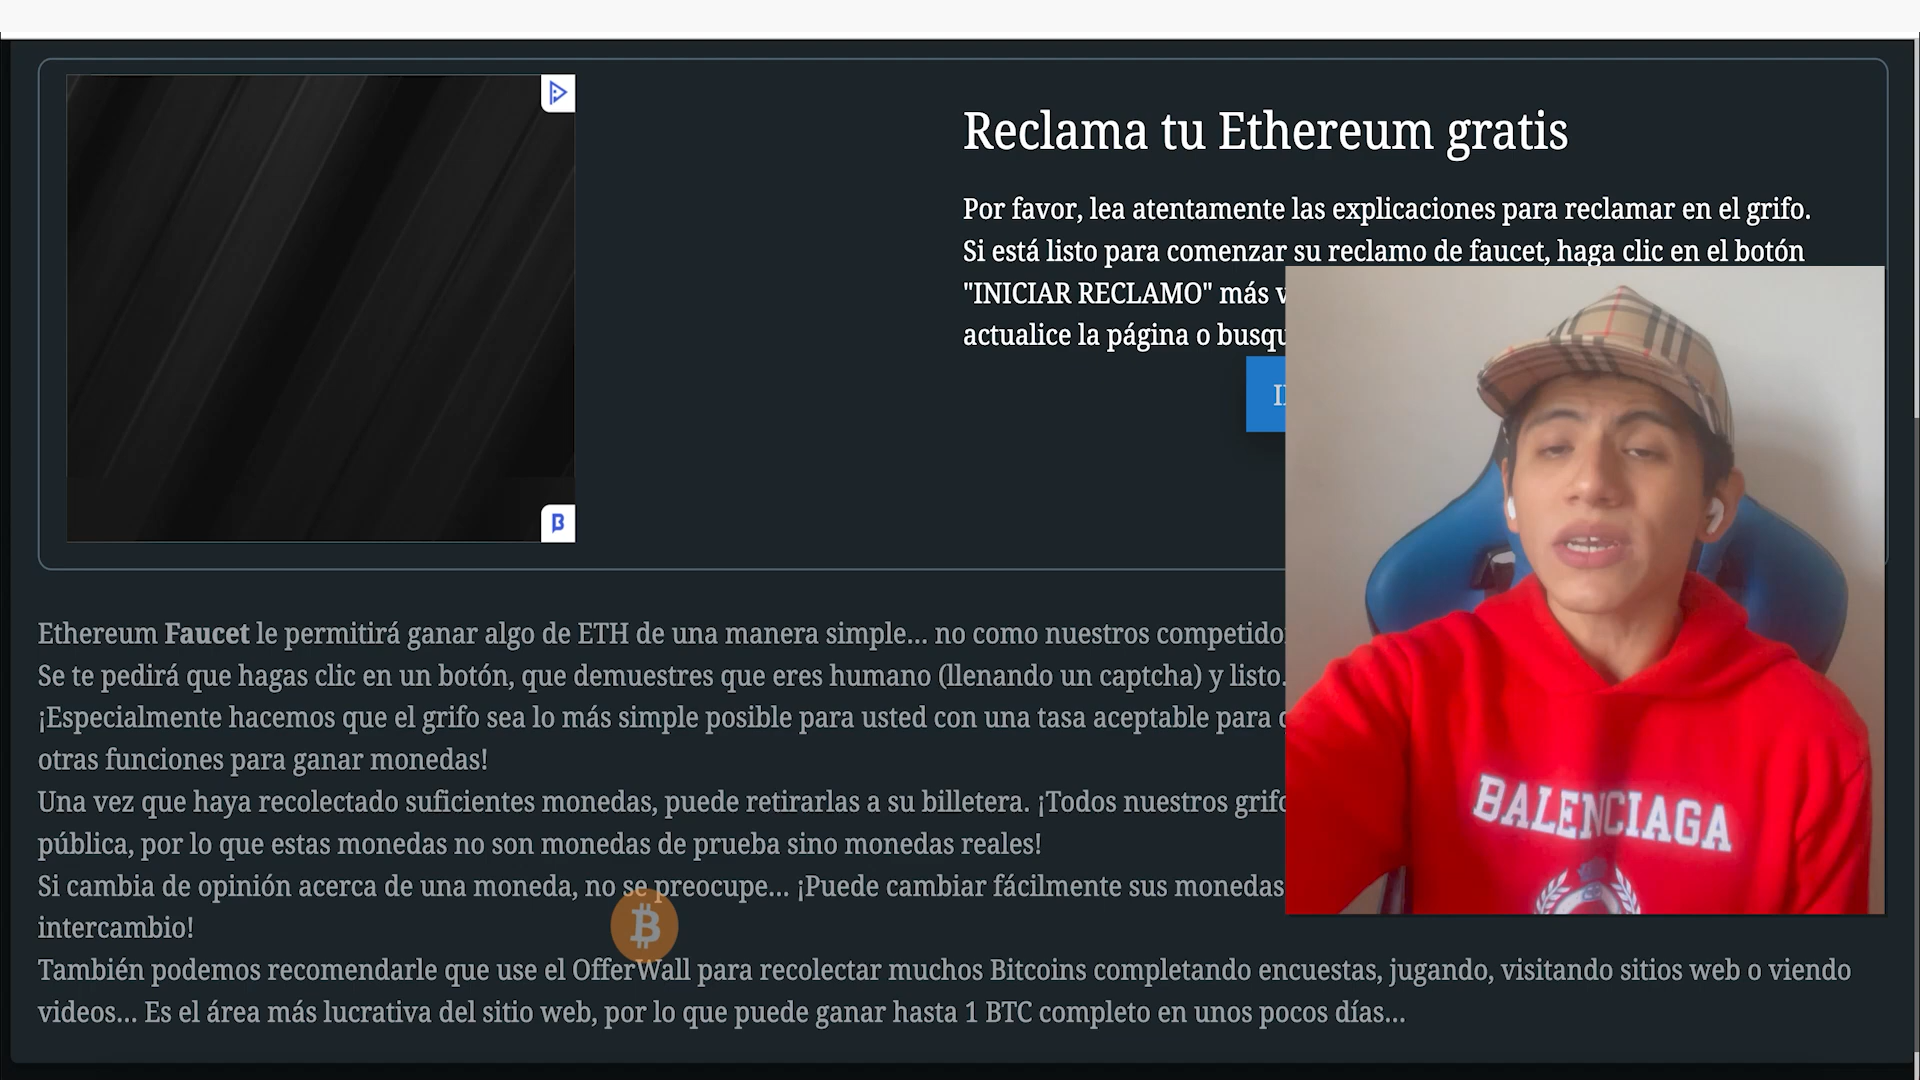 Reclama tu Ethereum gratis
Por favor, lea atentamente las explicaciones para reclamar en el grifo.
Si está listo para comenzar su reclamo de faucet, haga clic en el botón
"INICIAR RECLAMO" más
actualice la página o
Ethereum Faucet le permitirá ganar algo de ETH de una manera simple... no como nuestros
Se te pedirá que hagas clic en un botón, que demuestres que eres humano (llenando un captcha) y listo.
¡Especialmente hacemos que el grifo sea lo más simple posible para usted con una tasa aceptable para
otras funciones para ganar monedas!
Una vez que haya recolectado suficientes monedas, puede retirarlas a su billetera. ¡Todos nuestros
pública, por lo que estas monedas no son monedas de prueba sino monedas reales!
Si cambia de opinión acerca de una moneda, no se preocupe... ¡Puede cambiar fácilmente sus monedas
intercambio!
También podemos recomendarle que use el OfferWall para recolectar muchos Bitcoins completando encuestas, jugando, visitando sitios web o viendo
videos... Es el área más lucrativa del sitio web, por lo que puede ganar hasta 1 BTC completo en unos pocos días...
BALENCIAGA